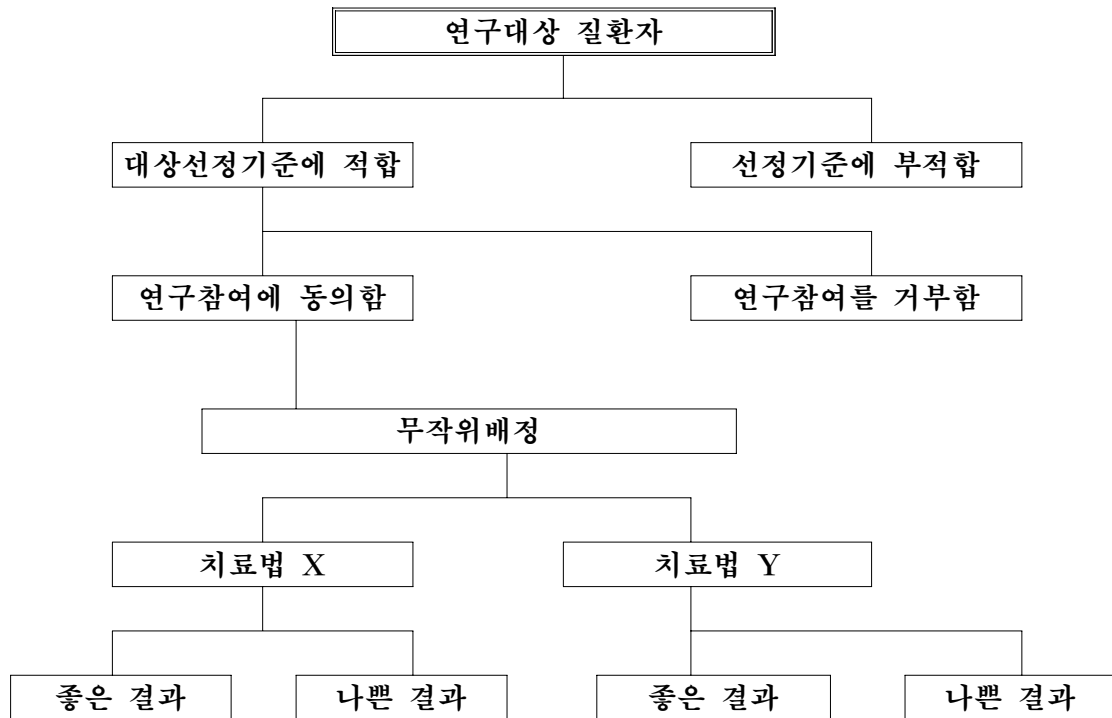 연구대상 질환자
대상선정기준에 적합
선정기준에 부적합
연구참여에 동의함
연구참여를 거부함
무작위배정
치료법 X
치료법 Y
좋은 결과
나쁜 결과
좋은 결과
나쁜 결과